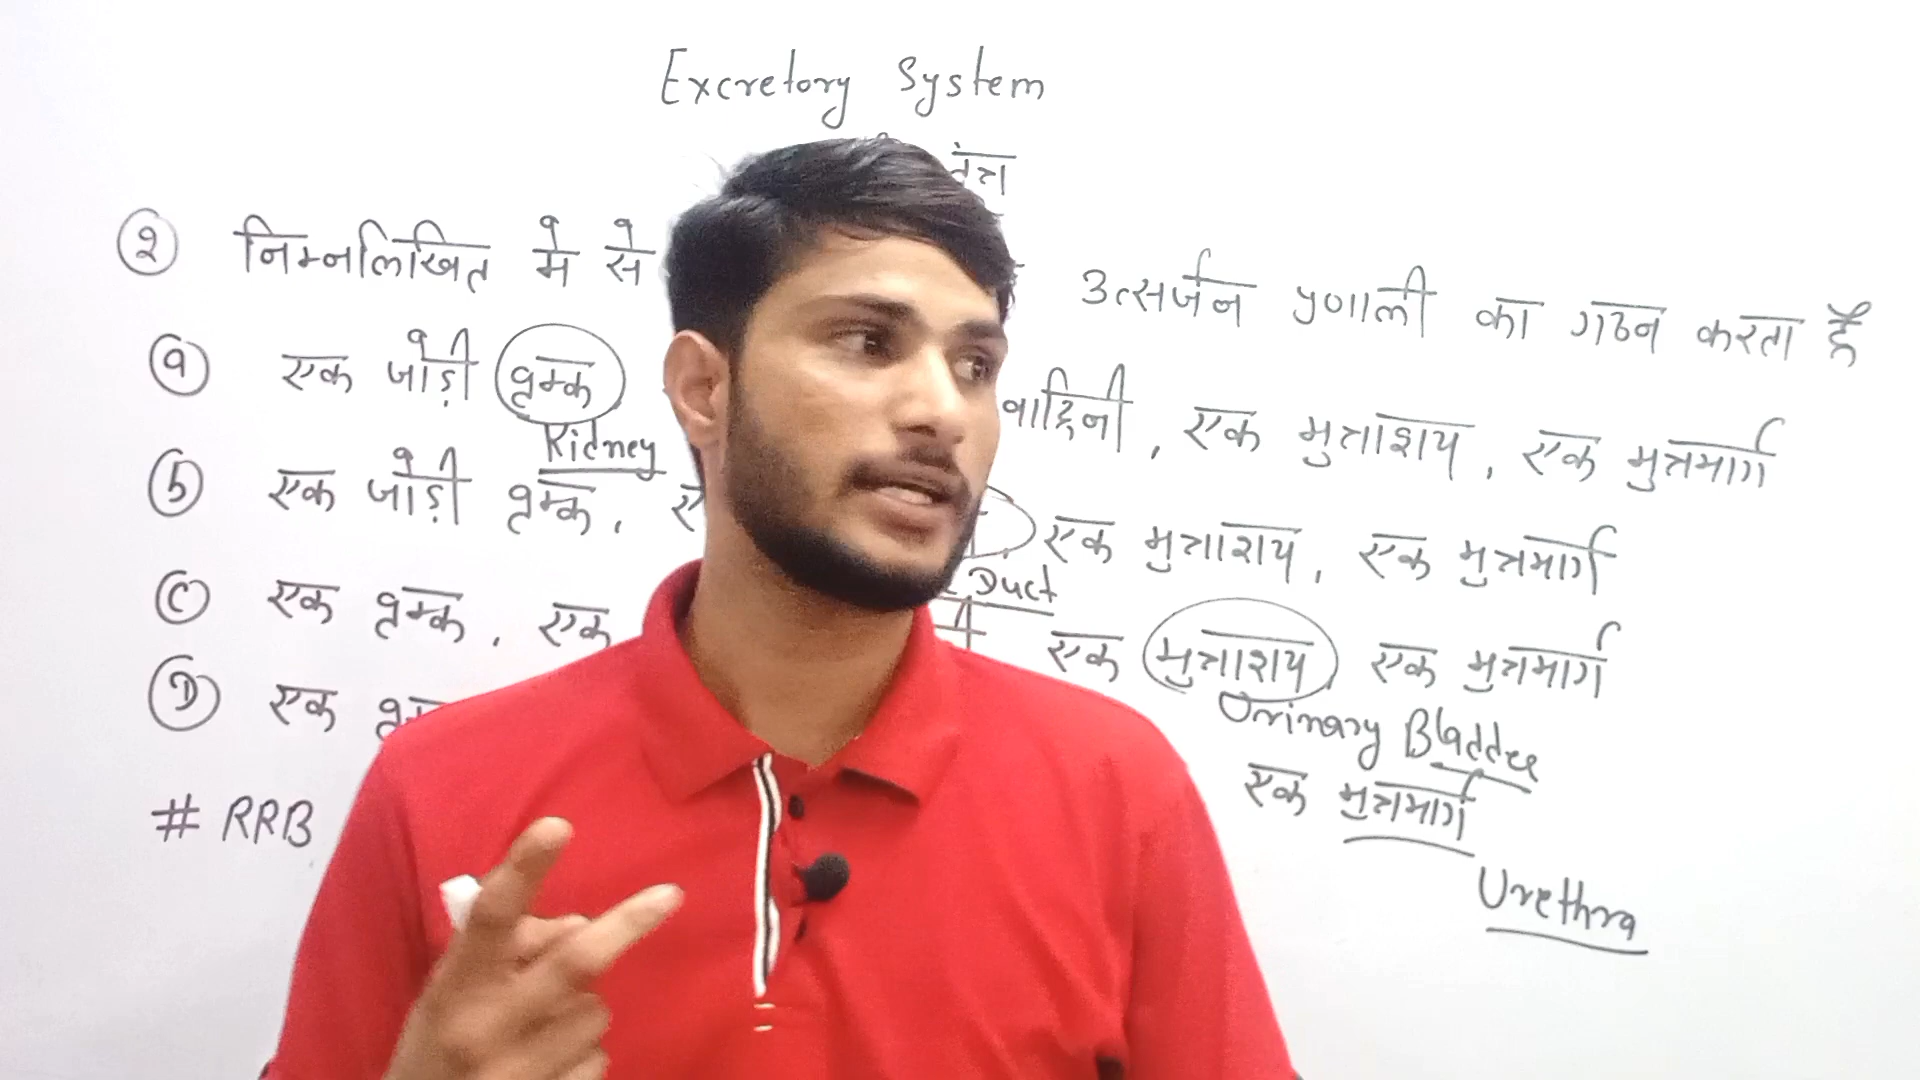 Excretory System
तंत्र
2 निम्नलिखित मे से उत्सर्जन प्रणाली का गठन करता है
a एक जोड़ी वृक्क वाहिनी, एक मुत्राशय, एक मुत्रमार्ग
Kidney
b एक जोड़ी वृक्क, एक मुत्राशय, एक मुत्रमार्ग
Duct
C एक वृक्क, एक एक मुत्राशय एक मुत्रमार्ग
Urinary Bladder
D एक एक मुत्रमार्ग
Urethra
# RRB